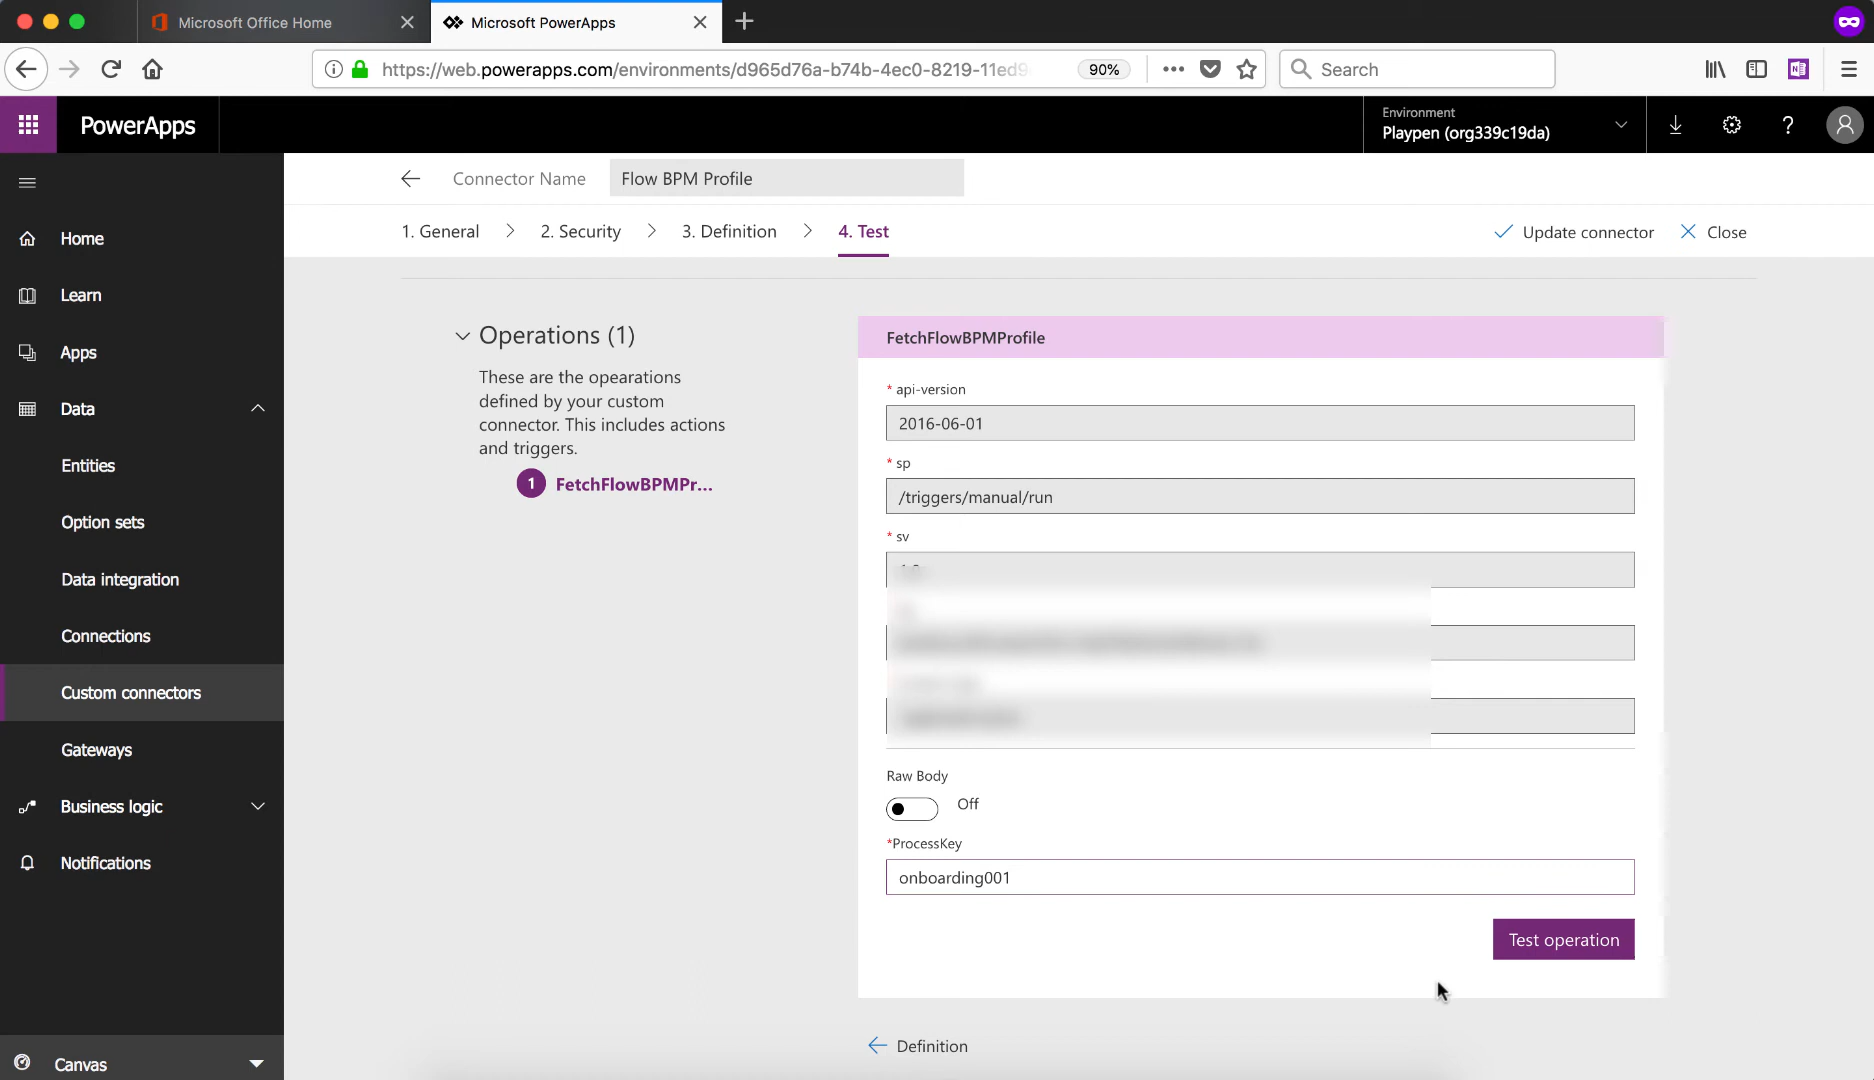 Microsoft Office Home
Microsoft PowerApps
https://web.powerapps.com/environments/d965d76a-b74b-4ec0-8219-11ed9
90%
Search
PowerApps
Environment
Playpen (org339c19da)
Connector Name
Flow BPM Profile
1. General
2. Security
3. Definition
4. Test
Update connector
Close
Home
Learn
Apps
Data
Entities
Option sets
Data integration
Connections
Custom connectors
Gateways
Business logic
Notifications
Canvas
Operations (1)
These are the opearations
defined by your custom
connector. This includes actions
and triggers.
1 FetchFlowBPMPr...
FetchFlowBPMProfile
* api-version
2016-06-01
* sp
/triggers/manual/run
* sv
Raw Body
Off
*ProcessKey
onboarding001
Test operation
Definition